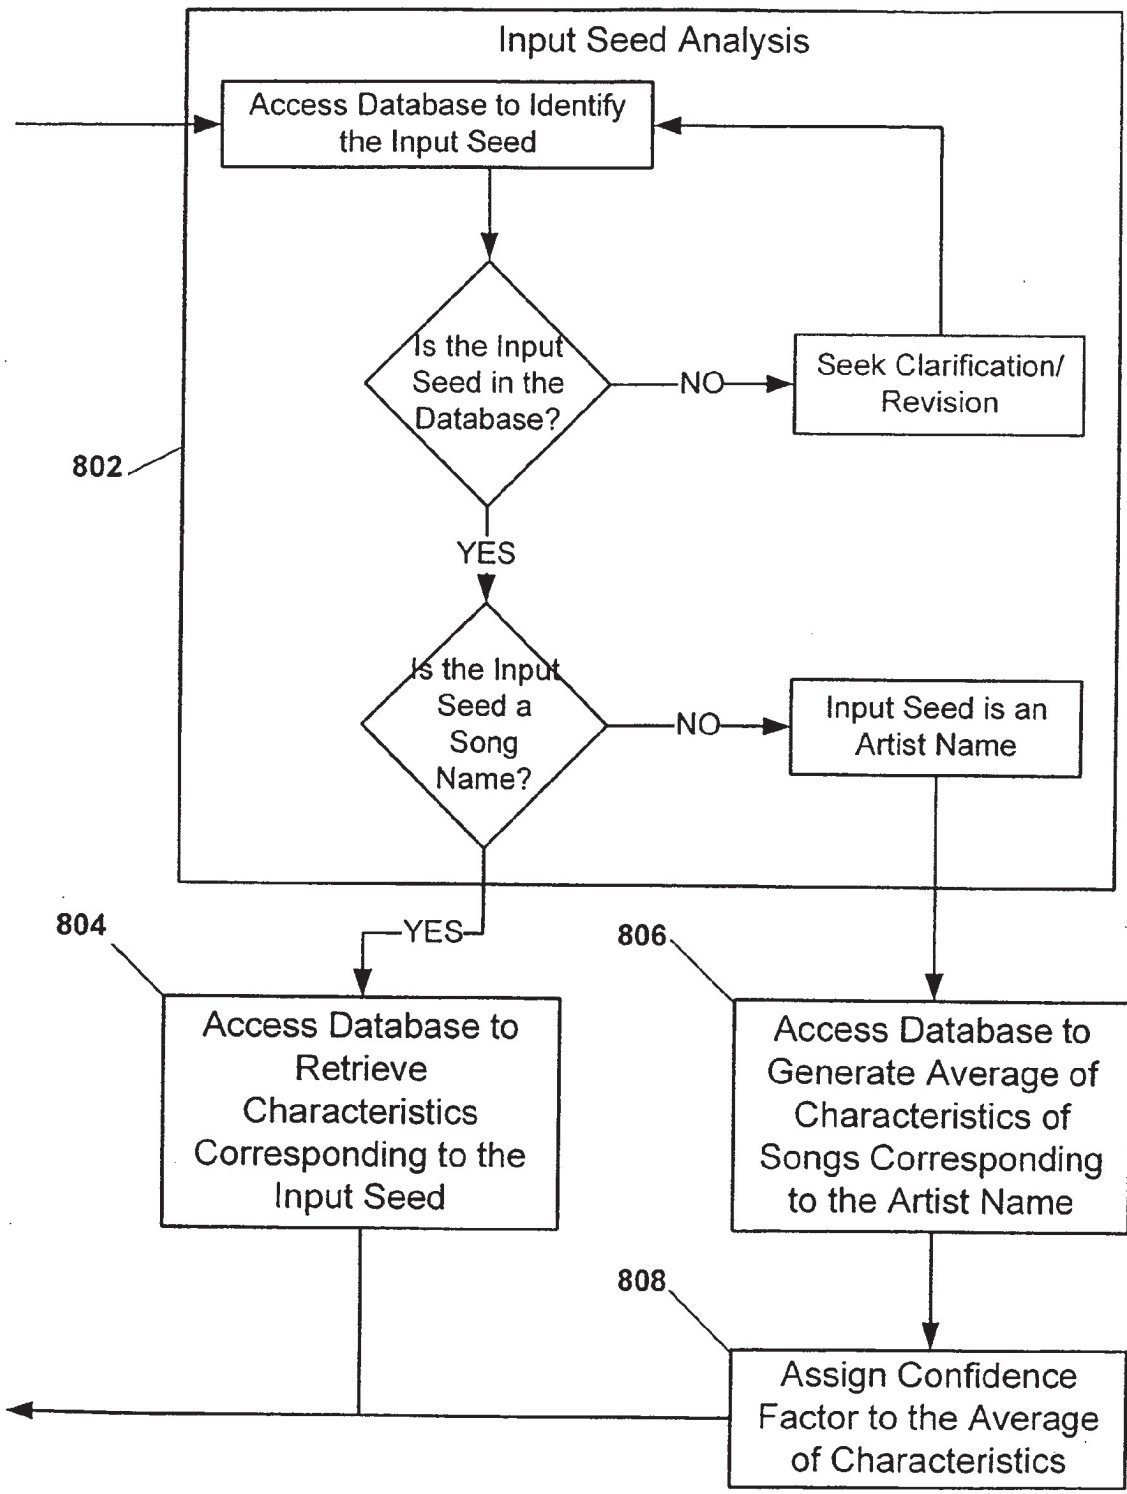 Input Seed Analysis
Access Database to Identify
the Input Seed
Is the Input
Seed in the
Database?
NO
Seek Clarification/
Revision
802
YES
Is the Input
Seed a
Song
Name?
NO
Input Seed is an
Artist Name
804
YES
806
Access Database to
Retrieve
Characteristics
Corresponding to the
Input Seed
Access Database to
Generate Average of
Characteristics of
Songs Corresponding
to the Artist Name
808
Assign Confidence
Factor to the Average
of Characteristics